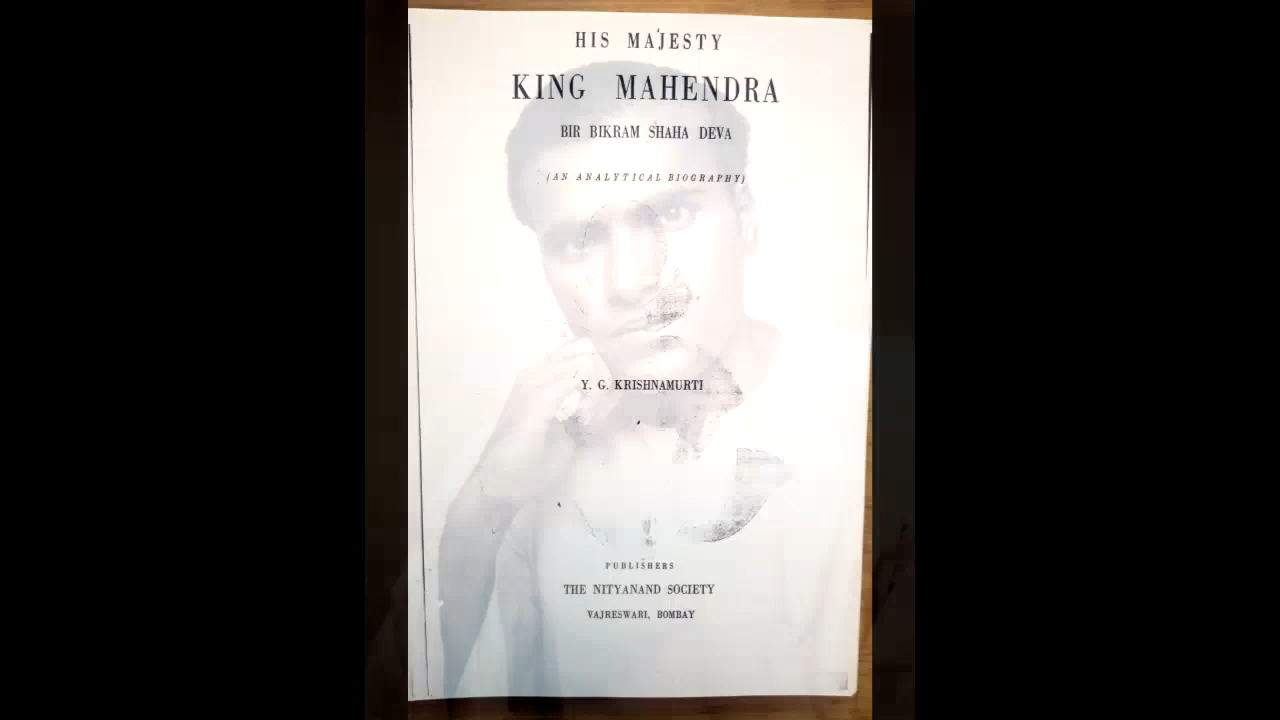 HIS MAJESTY
KING MAHENDRA
BIR BIKRAM SHAHA DEVA
(AN ANALYTICAL BIOGRAPHY)
Y. G. KRISHNAMURTI
PUBLISHERS
THE NITYANAND SOCIETY
VAJRESWARI, BOMBAY